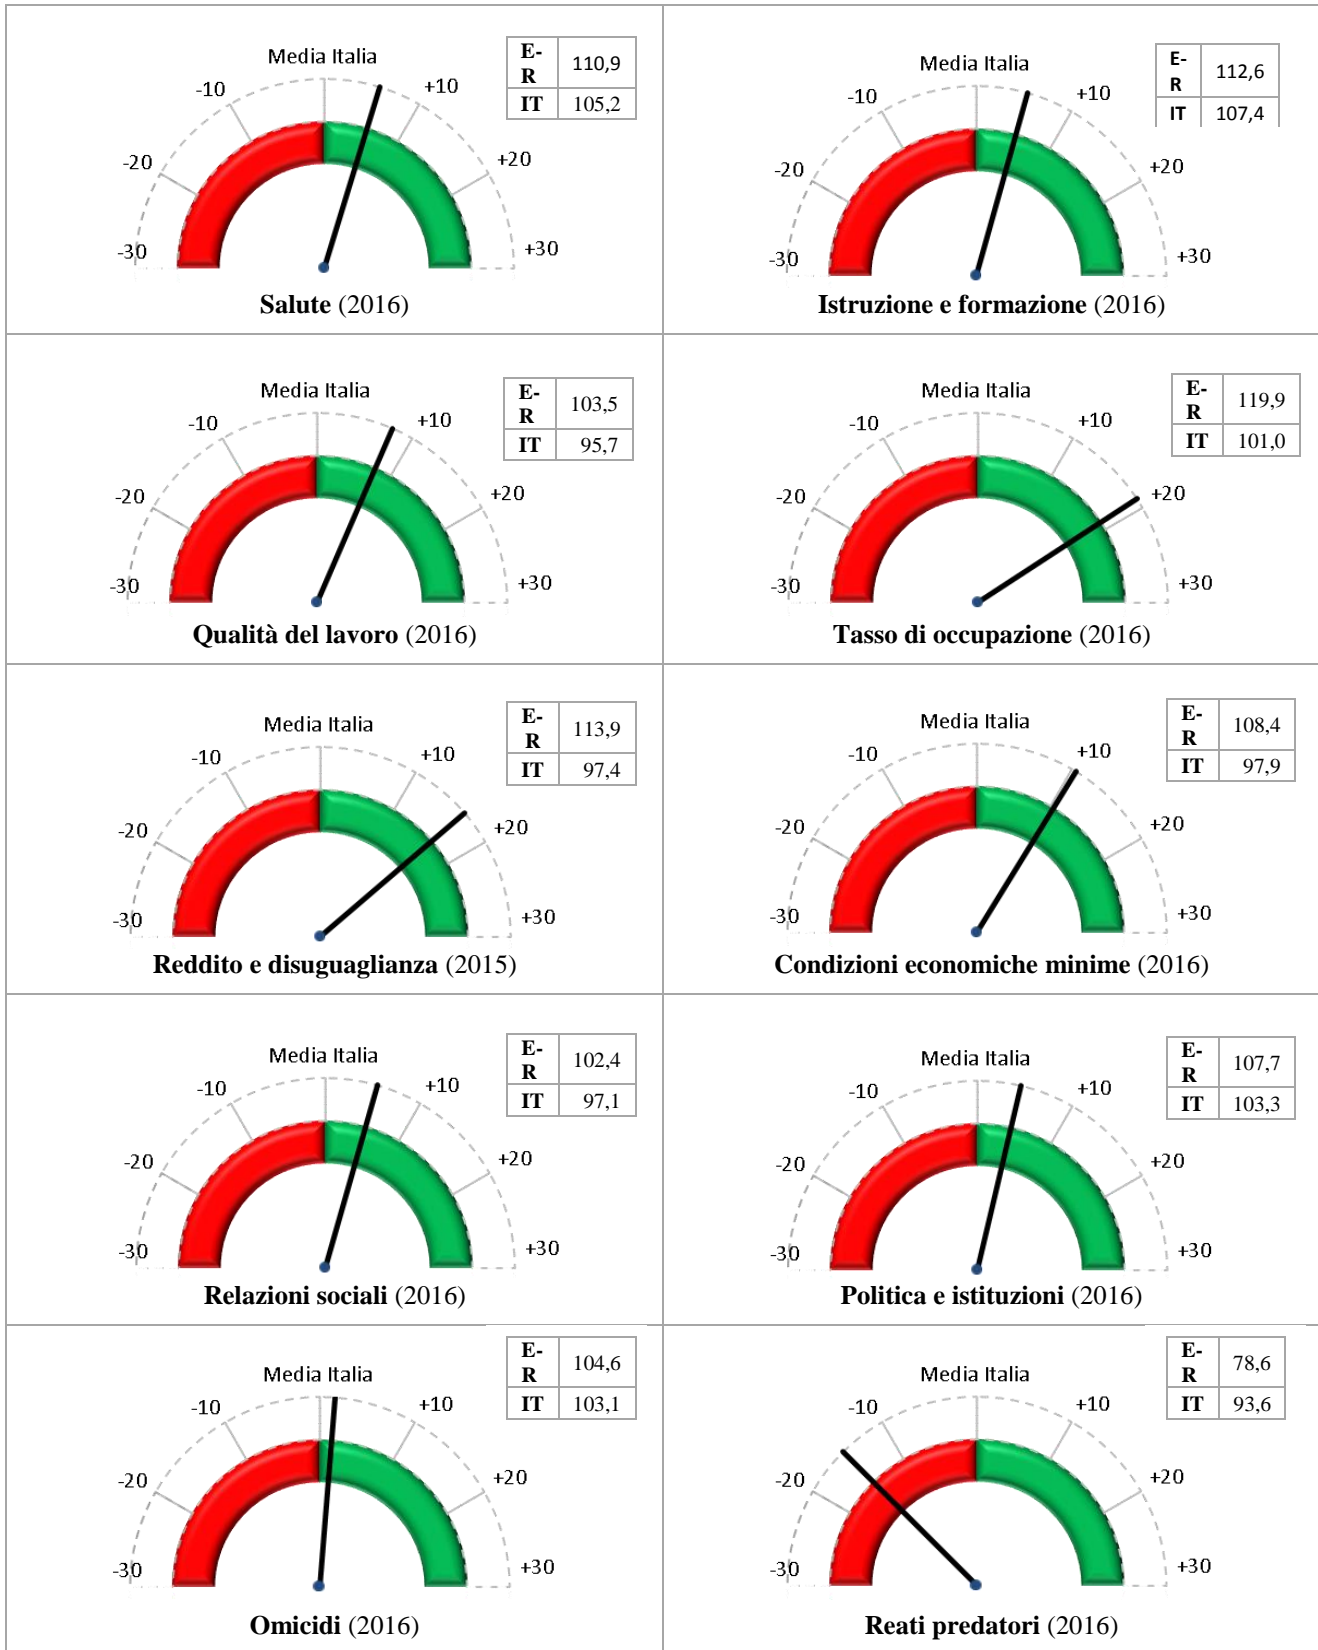 Media Italia
-10
+10
-20
+20
-30
+30
E-R 110,9
IT 105,2
Salute (2016)
Media Italia
-10
+10
-20
+20
-30
+30
E-R 112,6
IT 107,4
Istruzione e formazione (2016)
Media Italia
-10
+10
-20
+20
-30
+30
E-R 103,5
IT 95,7
Qualità del lavoro (2016)
Media Italia
-10
+10
-20
+20
-30
+30
E-R 119,9
IT 101,0
Tasso di occupazione (2016)
Media Italia
-10
+10
-20
+20
-30
+30
E-R 113,9
IT 97,4
Reddito e disuguaglianza (2015)
Media Italia
-10
+10
-20
+20
-30
+30
E-R 108,4
IT 97,9
Condizioni economiche minime (2016)
Media Italia
-10
+10
-20
+20
-30
+30
E-R 102,4
IT 97,1
Relazioni sociali (2016)
Media Italia
-10
+10
-20
+20
-30
+30
E-R 107,7
IT 103,3
Politica e istituzioni (2016)
Media Italia
-10
+10
-20
+20
-30
+30
E-R 104,6
IT 103,1
Omicidi (2016)
Media Italia
-10
+10
-20
+20
-30
+30
E-R 78,6
IT 93,6
Reati predatori (2016)